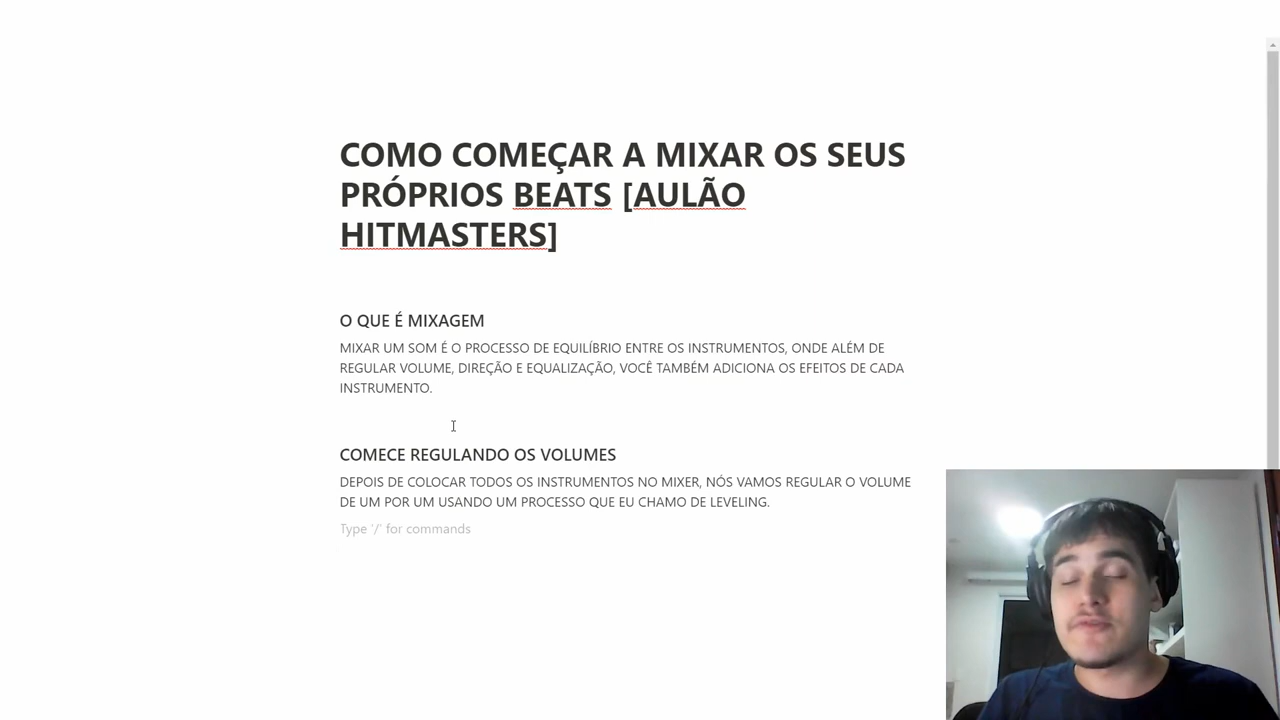 COMO COMEÇAR A MIXAR OS SEUS
PRÓPRIOS BEATS [AULÃO
HITMASTERS]
O QUE É MIXAGEM
MIXAR UM SOM É O PROCESSO DE EQUILÍBRIO ENTRE OS INSTRUMENTOS, ONDE ALÉM DE
REGULAR VOLUME, DIREÇÃO E EQUALIZAÇÃO, VOCÊ TAMBÉM ADICIONA OS EFEITOS DE CADA
INSTRUMENTO.
COMECE REGULANDO OS VOLUMES
DEPOIS DE COLOCAR TODOS OS INSTRUMENTOS NO MIXER, NÓS VAMOS REGULAR O VOLUME
DE UM POR UM USANDO UM PROCESSO QUE EU CHAMO DE LEVELING.
Type '/' for commands